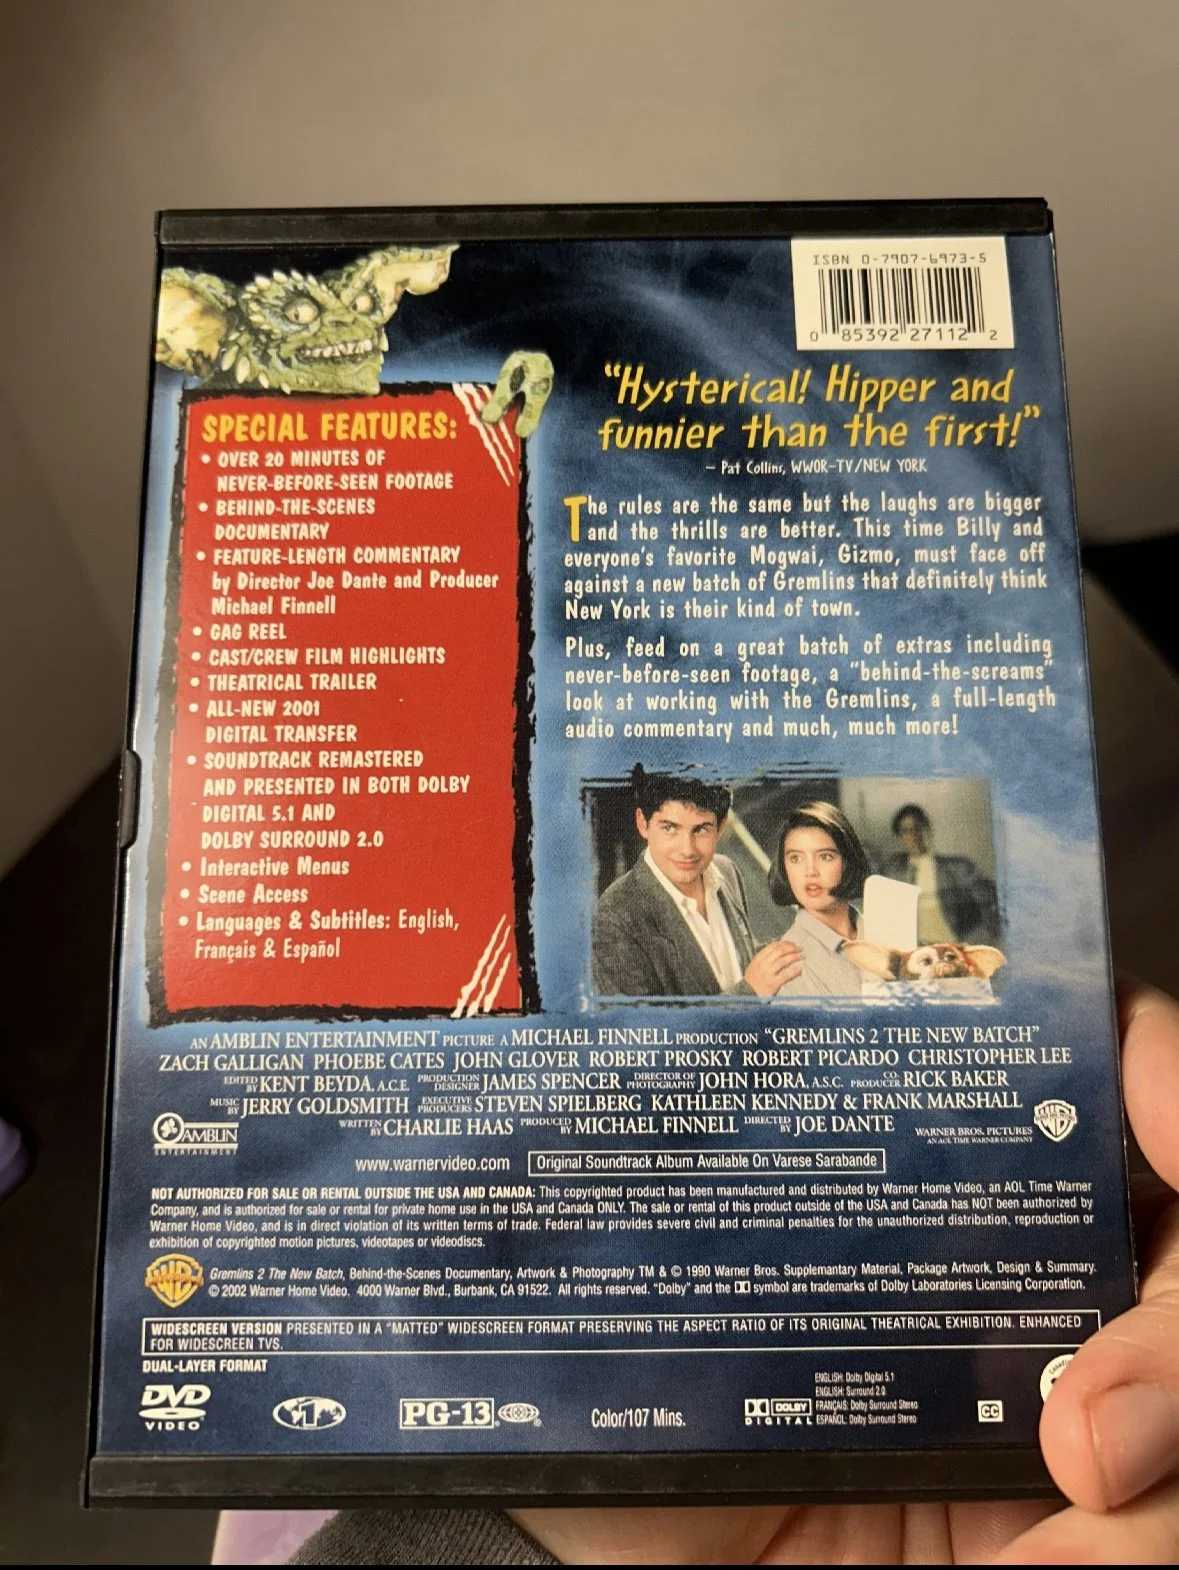 ISBN 0-7907-6973-5
0 85392 27112 2
SPECIAL FEATURES:
• OVER 20 MINUTES OF
NEVER-BEFORE-SEEN FOOTAGE
• BEHIND-THE-SCENES
DOCUMENTARY
• FEATURE-LENGTH COMMENTARY
by Director Joe Dante and Producer
Michael Finnell
• GAG REEL
• CAST/CREW FILM HIGHLIGHTS
• THEATRICAL TRAILER
• ALL-NEW 2001
DIGITAL TRANSFER
• SOUNDTRACK REMASTERED
AND PRESENTED IN BOTH DOLBY
DIGITAL 5.1 AND
DOLBY SURROUND 2.0
• Interactive Menus
• Scene Access
• Languages & Subtitles: English,
Français & Español
“Hysterical! Hipper and
funnier than the first!”
– Pat Collins, WWOR-TV/NEW YORK
The rules are the same but the laughs are bigger
and the thrills are better. This time Billy and
everyone's favorite Mogwai, Gizmo, must face off
against a new batch of Gremlins that definitely think
New York is their kind of town.
Plus, feed on a great batch of extras including
never-before-seen footage, a "behind-the-screams"
look at working with the Gremlins, a full-length
audio commentary and much, much more!
AN AMBLIN ENTERTAINMENT PICTURE A MICHAEL FINNELL PRODUCTION “GREMLINS 2 THE NEW BATCH”
ZACH GALLIGAN PHOEBE CATES JOHN GLOVER ROBERT PROSKY ROBERT PICARDO CHRISTOPHER LEE
EDITED BY KENT BEYDA, A.C.E. PRODUCTION DESIGNER JAMES SPENCER DIRECTOR OF PHOTOGRAPHY JOHN HORA, A.S.C. CO-PRODUCER RICK BAKER
MUSIC BY JERRY GOLDSMITH EXECUTIVE PRODUCERS STEVEN SPIELBERG KATHLEEN KENNEDY & FRANK MARSHALL
WRITTEN BY CHARLIE HAAS PRODUCED BY MICHAEL FINNELL DIRECTED BY JOE DANTE
AMBLIN
ENTERTAINMENT
WARNER BROS. PICTURES
AN AOL TIME WARNER COMPANY
www.warnervideo.com
Original Soundtrack Album Available On Varese Sarabande
NOT AUTHORIZED FOR SALE OR RENTAL OUTSIDE THE USA AND CANADA: This copyrighted product has been manufactured and distributed by Warner Home Video, an AOL Time Warner
Company, and is authorized for sale or rental for private home use in the USA and Canada ONLY. The sale or rental of this product outside of the USA and Canada has NOT been authorized by
Warner Home Video, and is in direct violation of its written terms of trade. Federal law provides severe civil and criminal penalties for the unauthorized distribution, reproduction or
exhibition of copyrighted motion pictures, videotapes or videodiscs.
Gremlins 2 The New Batch, Behind-the-Scenes Documentary, Artwork & Photography TM & © 1990 Warner Bros. Supplemantary Material, Package Artwork, Design & Summary.
© 2002 Warner Home Video. 4000 Warner Blvd., Burbank, CA 91522. All rights reserved. "Dolby" and the DD symbol are trademarks of Dolby Laboratories Licensing Corporation.
WIDESCREEN VERSION PRESENTED IN A “MATTED” WIDESCREEN FORMAT PRESERVING THE ASPECT RATIO OF ITS ORIGINAL THEATRICAL EXHIBITION. ENHANCED
FOR WIDESCREEN TVS.
DUAL-LAYER FORMAT
DVD
VIDEO
1
PG-13
Color/107 Mins.
DOLBY
DIGITAL
ENGLISH: Dolby Digital 5.1
ENGLISH: Surround 2.0
FRANÇAIS: Dolby Surround Stereo
ESPAÑOL: Dolby Surround Stereo
CC